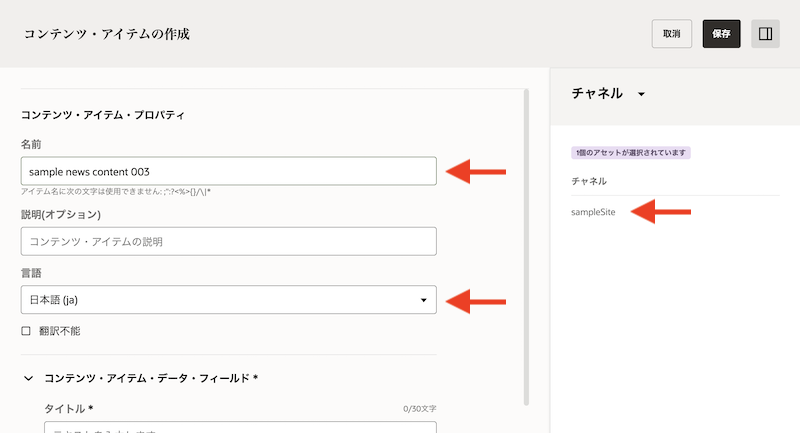 コンテンツ・アイテムの作成
取消
保存
コンテンツ・アイテム・プロパティ
名前
sample news content 003
アイテム名に次の文字は使用できません: ;":?<%>{}/\|*
説明(オプション)
コンテンツ・アイテムの説明
言語
日本語 (ja)
翻訳不能
コンテンツ・アイテム・データ・フィールド *
タイトル *
0/30文字
チャネル
1個のアセットが選択されています
チャネル
sampleSite